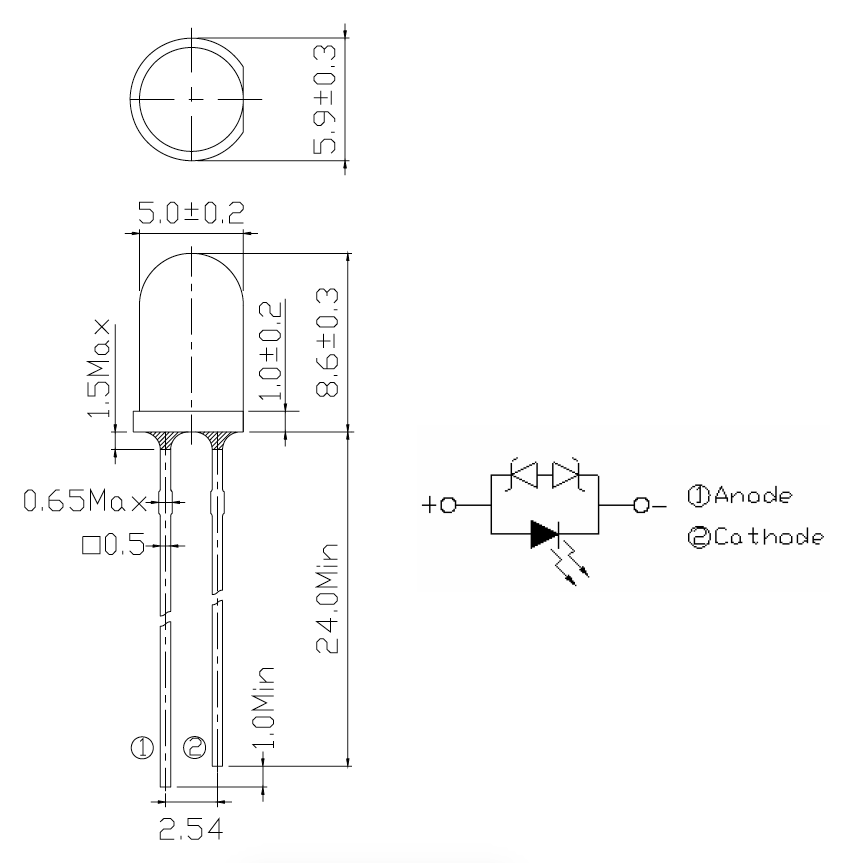 5.9±0.3
5.0±0.2
1.5Max
1.0±0.2
8.6±0.3
0.65Max
□0.5
24.0Min
1.0Min
① ②
2.54
+ −
①Anode
②Cathode